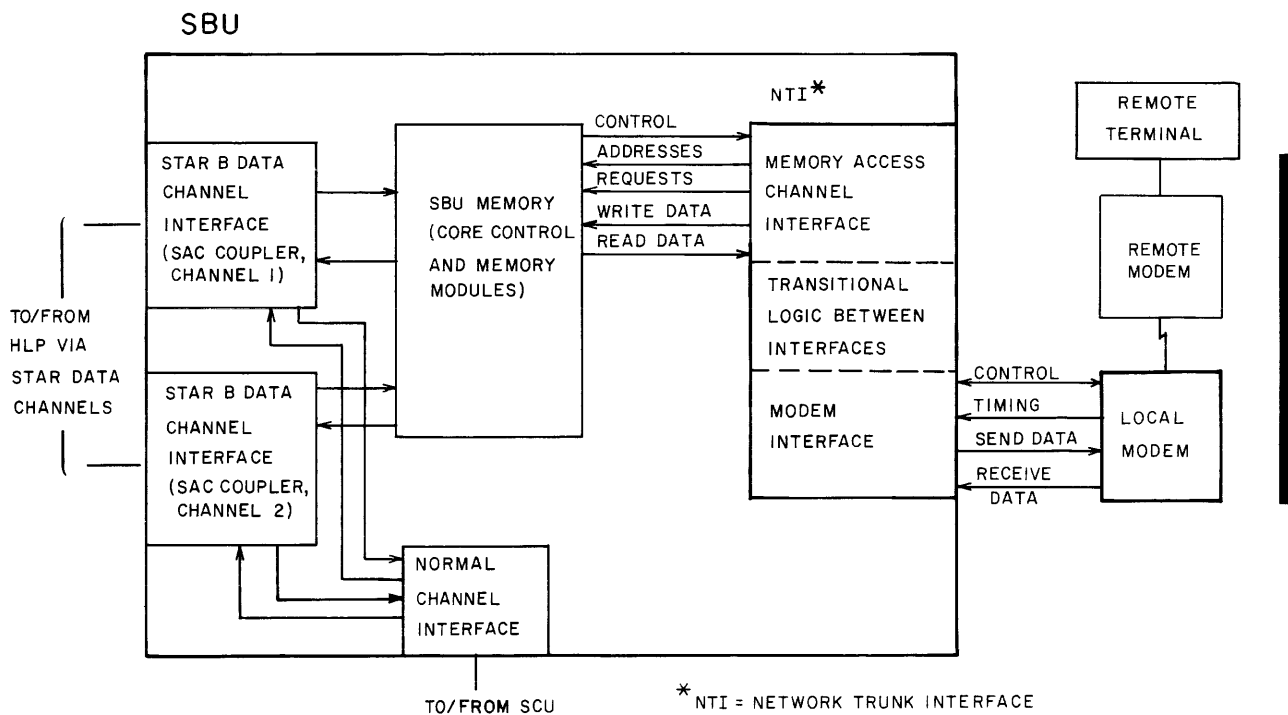 SBU
NTI*
REMOTE
TERMINAL
STAR B DATA
CHANNEL
INTERFACE
(SAC COUPLER,
CHANNEL 1)
SBU MEMORY
(CORE CONTROL
AND MEMORY
MODULES)
CONTROL
ADDRESSES
REQUESTS
WRITE DATA
READ DATA
MEMORY ACCESS
CHANNEL
INTERFACE
TRANSITIONAL
LOGIC BETWEEN
INTERFACES
MODEM
INTERFACE
REMOTE
MODEM
TO/FROM
HLP VIA
STAR DATA
CHANNELS
STAR B DATA
CHANNEL
INTERFACE
(SAC COUPLER,
CHANNEL 2)
CONTROL
TIMING
SEND DATA
RECEIVE
DATA
LOCAL
MODEM
NORMAL
CHANNEL
INTERFACE
TO/FROM SCU
*NTI = NETWORK TRUNK INTERFACE